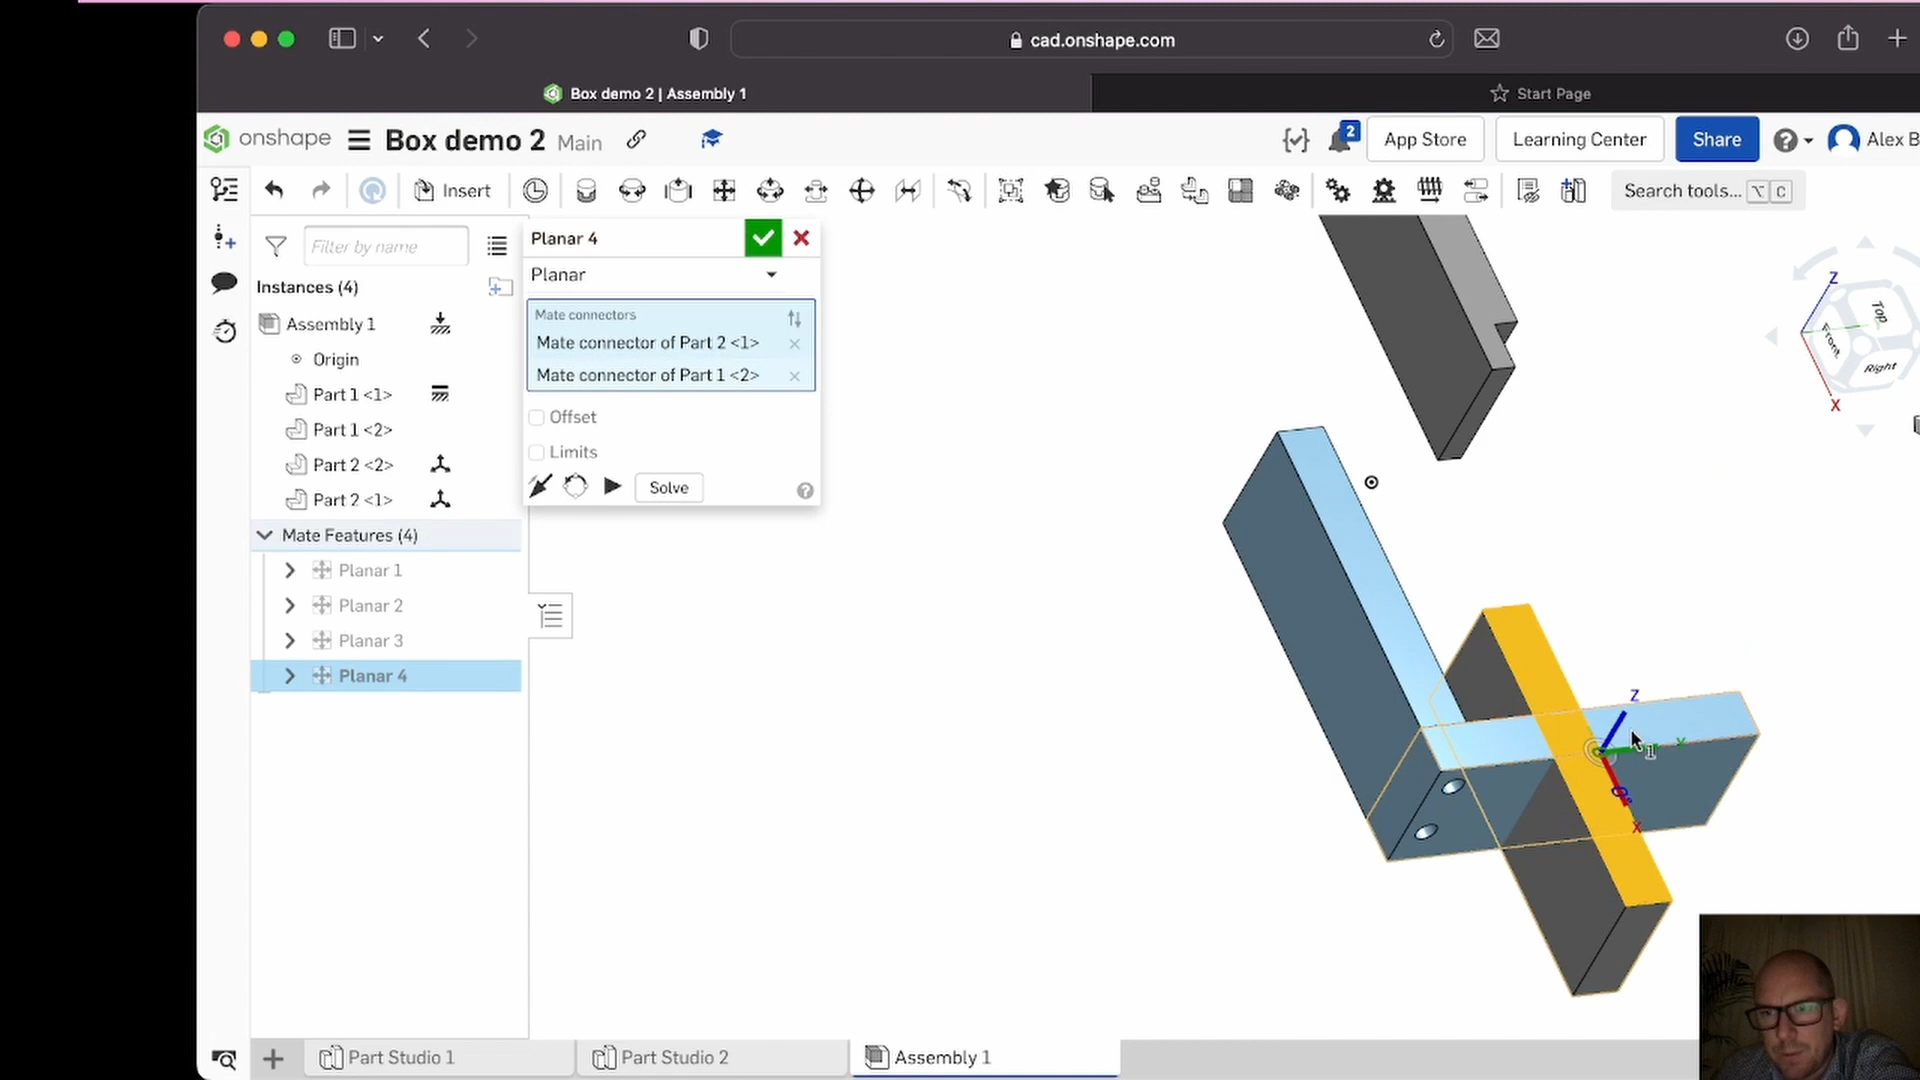 cad.onshape.com
Box demo 2 | Assembly 1
Start Page
onshape
Box demo 2 Main
2
App Store
Learning Center
Share
Alex B
Insert
Search tools... ⌥ C
Filter by name
Instances (4)
Assembly 1
Origin
Part 1 <1>
Part 1 <2>
Part 2 <2>
Part 2 <1>
Mate Features (4)
Planar 1
Planar 2
Planar 3
Planar 4
Planar 4
Planar
Mate connectors
Mate connector of Part 2 <1>
Mate connector of Part 1 <2>
Offset
Limits
Solve
Z
Top
Front
Right
X
Z
Y
1
X
Part Studio 1
Part Studio 2
Assembly 1